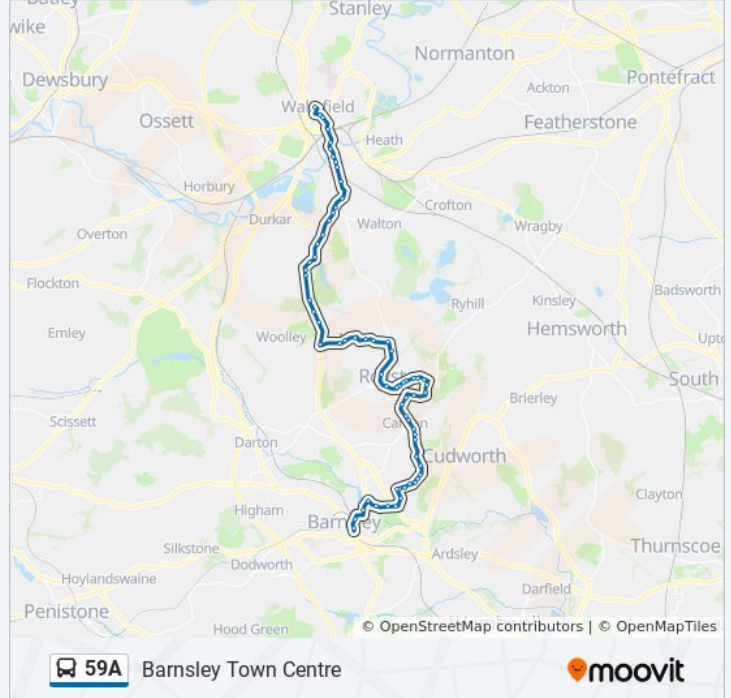 Stanley
wike
Normanton
Dewsbury
Pontefract
Ackton
Wakefield
Ossett
Featherstone
Heath
Horbury
Crofton
Durkar
Walton
Wragby
Overton
Flockton
Badsworth
Ryhill
Kinsley
Emley
Woolley
Hemsworth
Upto
South
Brierley
Scissett
Darton
Cudworth
Clayton
Higham
Barnsley
Silkstone
Thurnscoe
Dodworth
Ardsley
Hoylandswaine
Darfield
Penistone
Hood Green
© OpenStreetMap contributors | © OpenMapTiles
59A Barnsley Town Centre
moovit